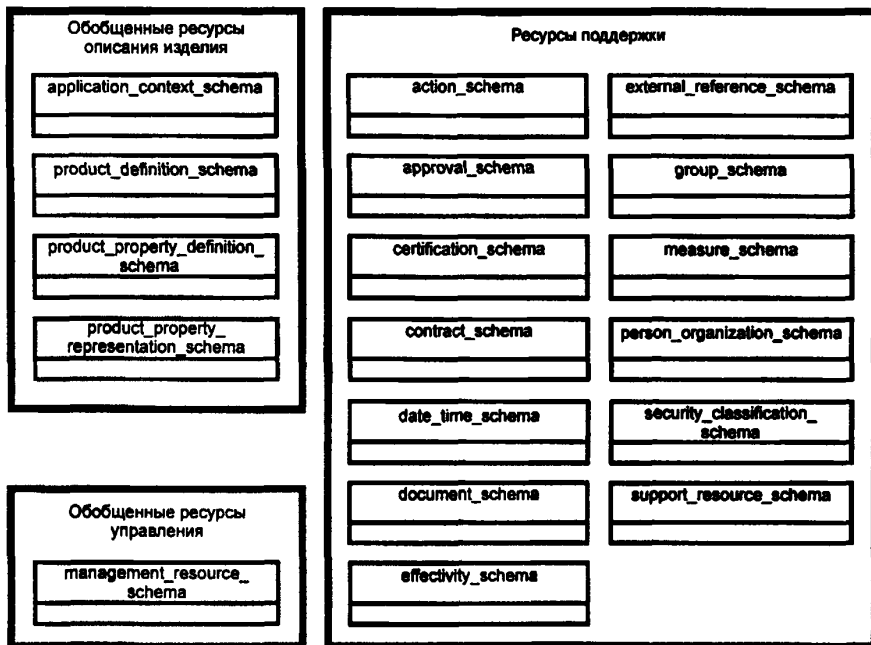 Обобщенные ресурсы
описания изделия
application_context_schema
product_definition_schema
product_property_definition_
schema
product_property_
representation_schema
Обобщенные ресурсы
управления
management_resource_
schema
Ресурсы поддержки
action_schema
external_reference_schema
approval_schema
group_schema
certification_schema
measure_schema
contract_schema
person_organization_schema
date_time_schema
security_classification_
schema
document_schema
support_resource_schema
effectivity_schema